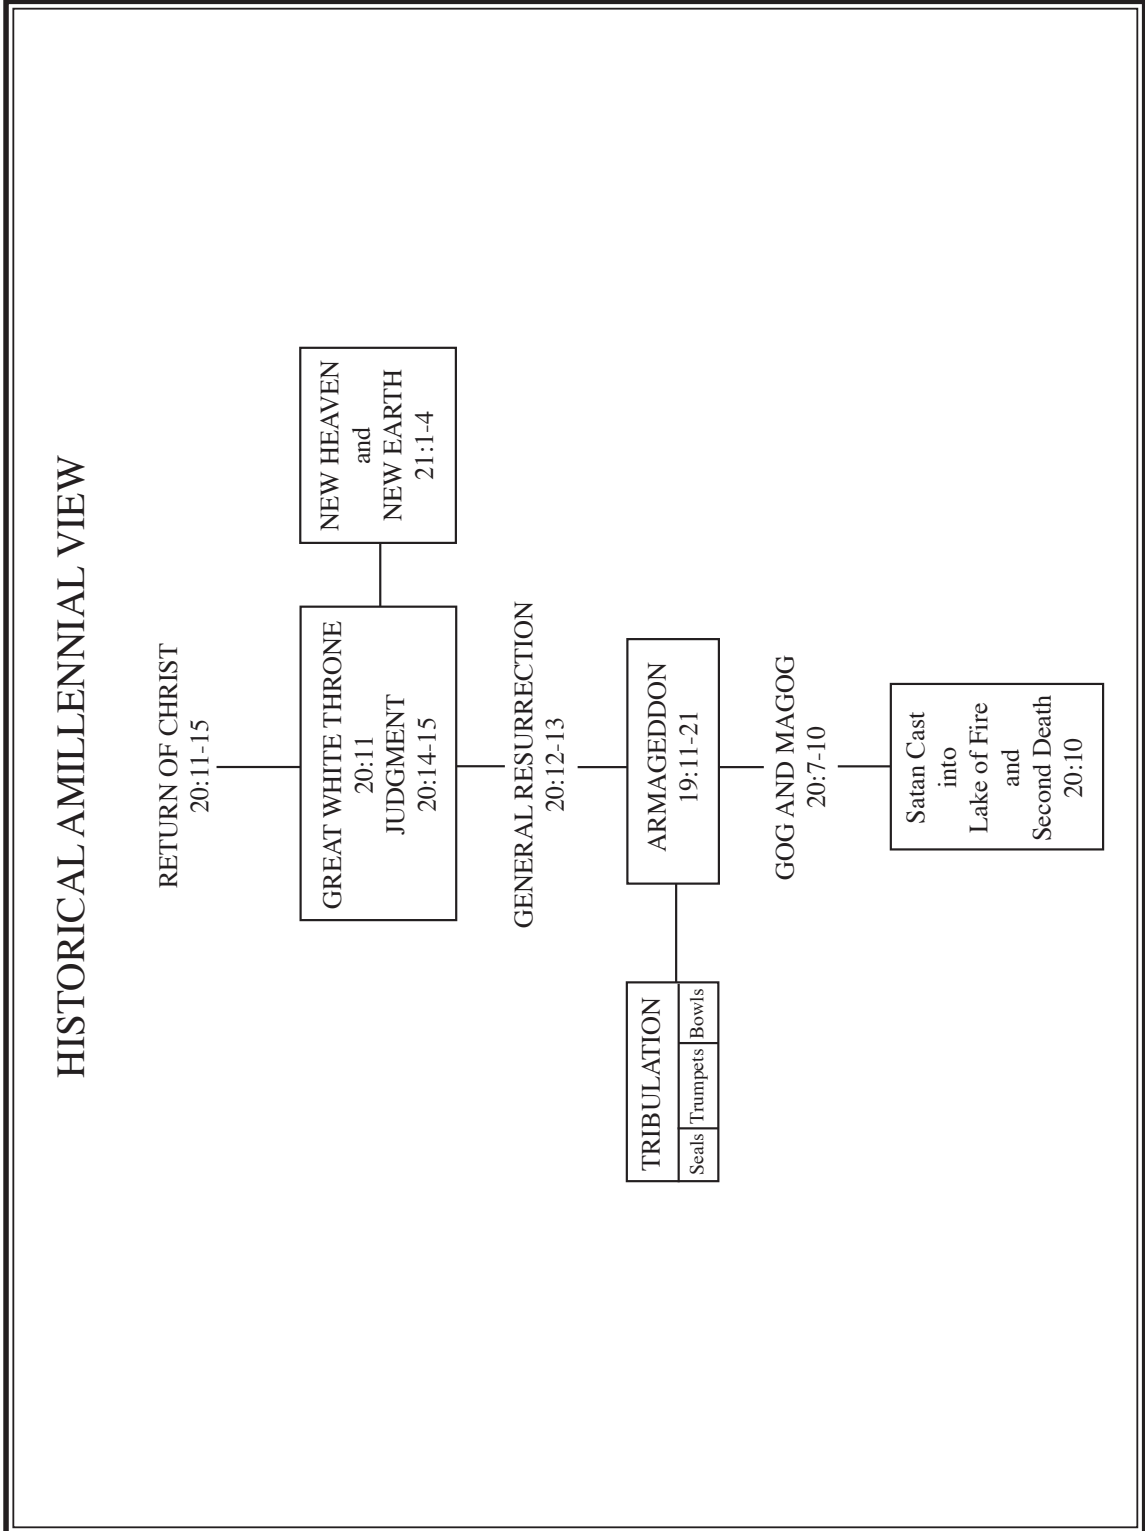 HISTORICAL AMILLENNIAL VIEW
RETURN OF CHRIST
20:11-15
GREAT WHITE THRONE
20:11
JUDGMENT
20:14-15
NEW HEAVEN
and
NEW EARTH
21:1-4
GENERAL RESURRECTION
20:12-13
TRIBULATION
Seals
Trumpets
Bowls
ARMAGEDDON
19:11-21
GOG AND MAGOG
20:7-10
Satan Cast
into
Lake of Fire
and
Second Death
20:10